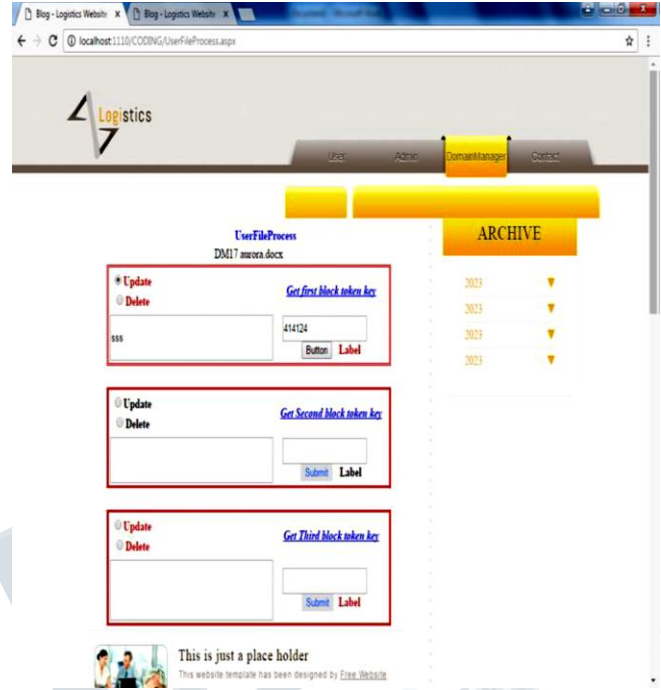 Blog - Logistics Website x
Blog - Logistics Website x
localhost:1110/CODING/UserFileProcess.aspx
Logistics
User Admin DomainManager Contact
UserFileProcess
DM17 aurora.docx
ARCHIVE
2023
2023
2023
2023
Update
Delete
Get first block token key
sss
414124
Button Label
Update
Delete
Get Second block token key
Submit Label
Update
Delete
Get Third block token key
Submit Label
This is just a place holder
This website template has been designed by Free Website